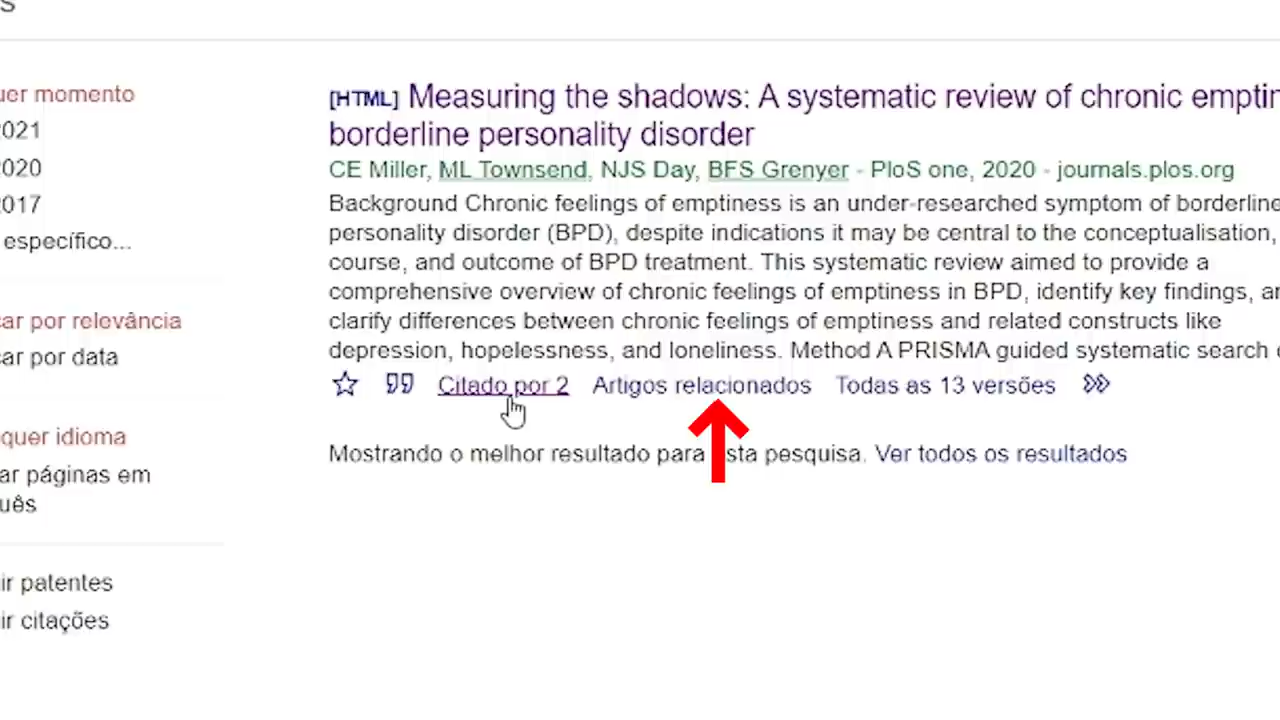 uer momento
2021
2020
2017
específico...
car por relevância
car por data
quer idioma
ar páginas em
uês
ir patentes
ir citações
[HTML] Measuring the shadows: A systematic review of chronic emptin
borderline personality disorder
CE Miller, ML Townsend, NJS Day, BFS Grenyer - PloS one, 2020 - journals.plos.org
Background Chronic feelings of emptiness is an under-researched symptom of borderline
personality disorder (BPD), despite indications it may be central to the conceptualisation,
course, and outcome of BPD treatment. This systematic review aimed to provide a
comprehensive overview of chronic feelings of emptiness in BPD, identify key findings, an
clarify differences between chronic feelings of emptiness and related constructs like
depression, hopelessness, and loneliness. Method A PRISMA guided systematic search
Citado por 2 Artigos relacionados Todas as 13 versões
Mostrando o melhor resultado para esta pesquisa. Ver todos os resultados